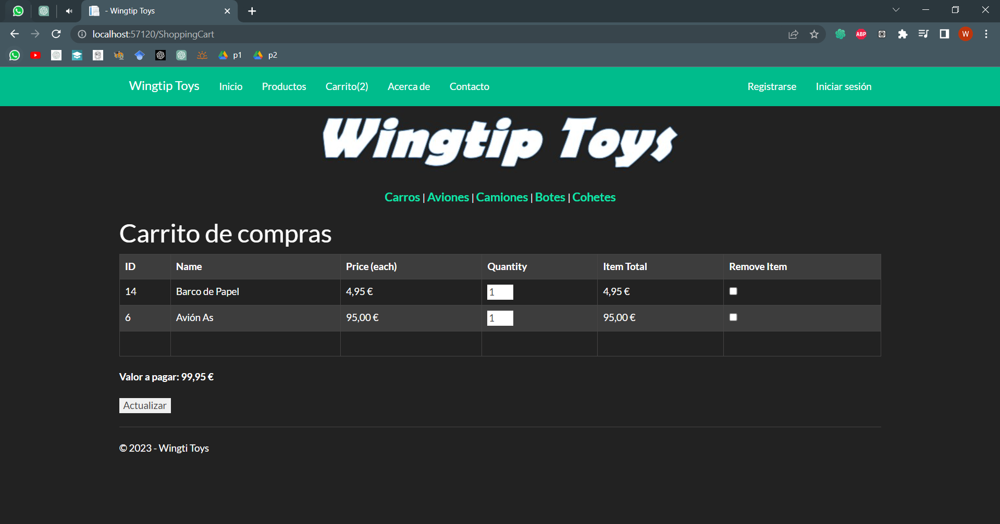 - Wingtip Toys
localhost:57120/ShoppingCart
ABP
W
p1 p2
Wingtip Toys Inicio Productos Carrito(2) Acerca de Contacto Registrarse Iniciar sesión
Wingtip Toys
Carros | Aviones | Camiones | Botes | Cohetes
Carrito de compras
ID Name Price (each) Quantity Item Total Remove Item
14 Barco de Papel 4,95 € 1 4,95 €
6 Avión As 95,00 € 1 95,00 €
Valor a pagar: 99,95 €
Actualizar
© 2023 - Wingti Toys